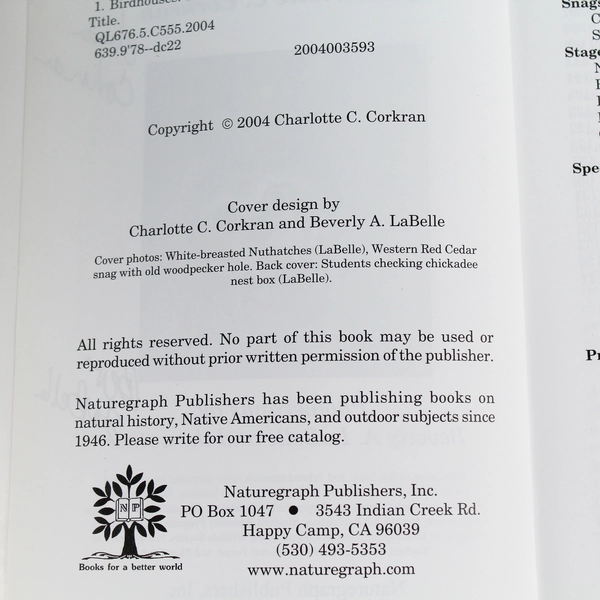 1. Birdhouses.
Title.
QL676.5.C555.2004
639.9'78--dc22
2004003593
Copyright © 2004 Charlotte C. Corkran
Cover design by
Charlotte C. Corkran and Beverly A. LaBelle
Cover photos: White-breasted Nuthatches (LaBelle), Western Red Cedar
snag with old woodpecker hole. Back cover: Students checking chickadee
nest box (LaBelle).
All rights reserved. No part of this book may be used or
reproduced without prior written permission of the publisher.
Naturegraph Publishers has been publishing books on
natural history, Native Americans, and outdoor subjects since
1946. Please write for our free catalog.
N P
Books for a better world
Naturegraph Publishers, Inc.
PO Box 1047 ● 3543 Indian Creek Rd.
Happy Camp, CA 96039
(530) 493-5353
www.naturegraph.com
Snags
C
S
Stage
Spe